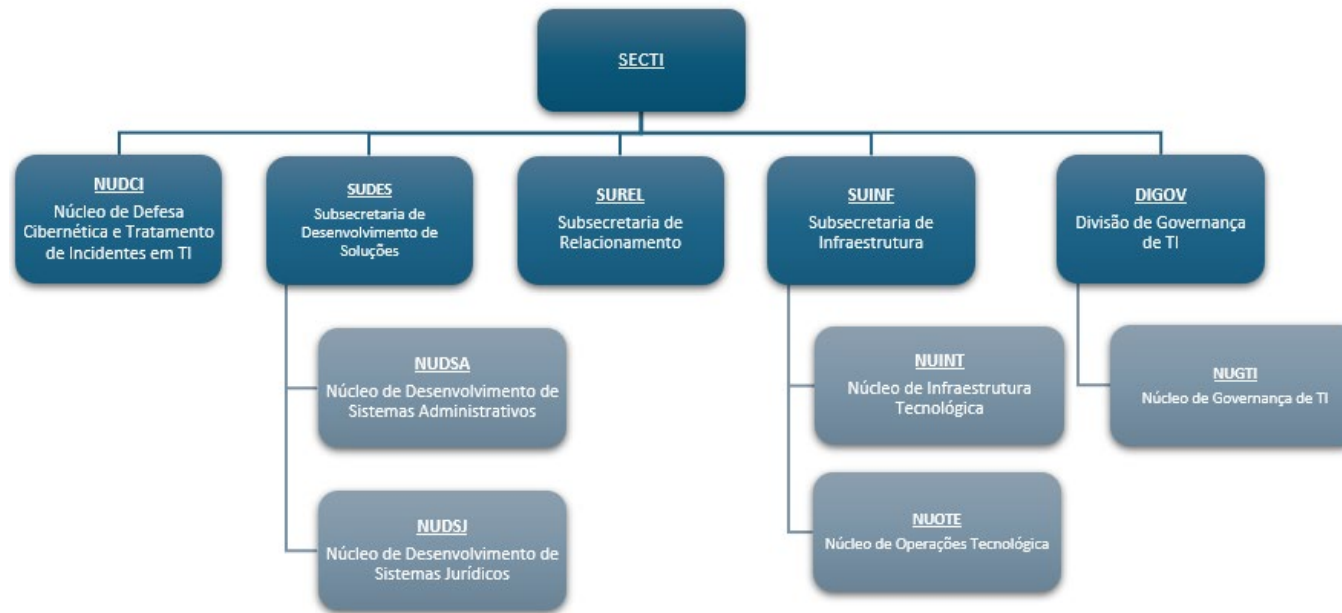 SECTI
NUDCI
Núcleo de Defesa
Cibernética e Tratamento
de Incidentes em TI
SUDES
Subsecretaria de
Desenvolvimento de
Soluções
SUREL
Subsecretaria de
Relacionamento
SUINF
Subsecretaria de
Infraestrutura
DIGOV
Divisão de Governança
de TI
NUDSA
Núcleo de Desenvolvimento de
Sistemas Administrativos
NUINT
Núcleo de Infraestrutura
Tecnológica
NUGTI
Núcleo de Governança de TI
NUDSJ
Núcleo de Desenvolvimento de
Sistemas Jurídicos
NUOTE
Núcleo de Operações Tecnológica